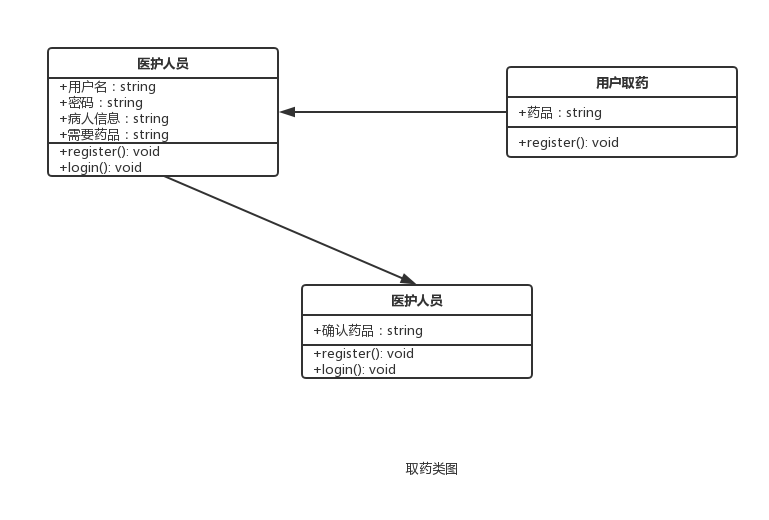 医护人员
+用户名：string
+密码：string
+病人信息：string
+需要药品：string
+register(): void
+login(): void
用户取药
+药品：string
+register(): void
医护人员
+确认药品：string
+register(): void
+login(): void
取药类图